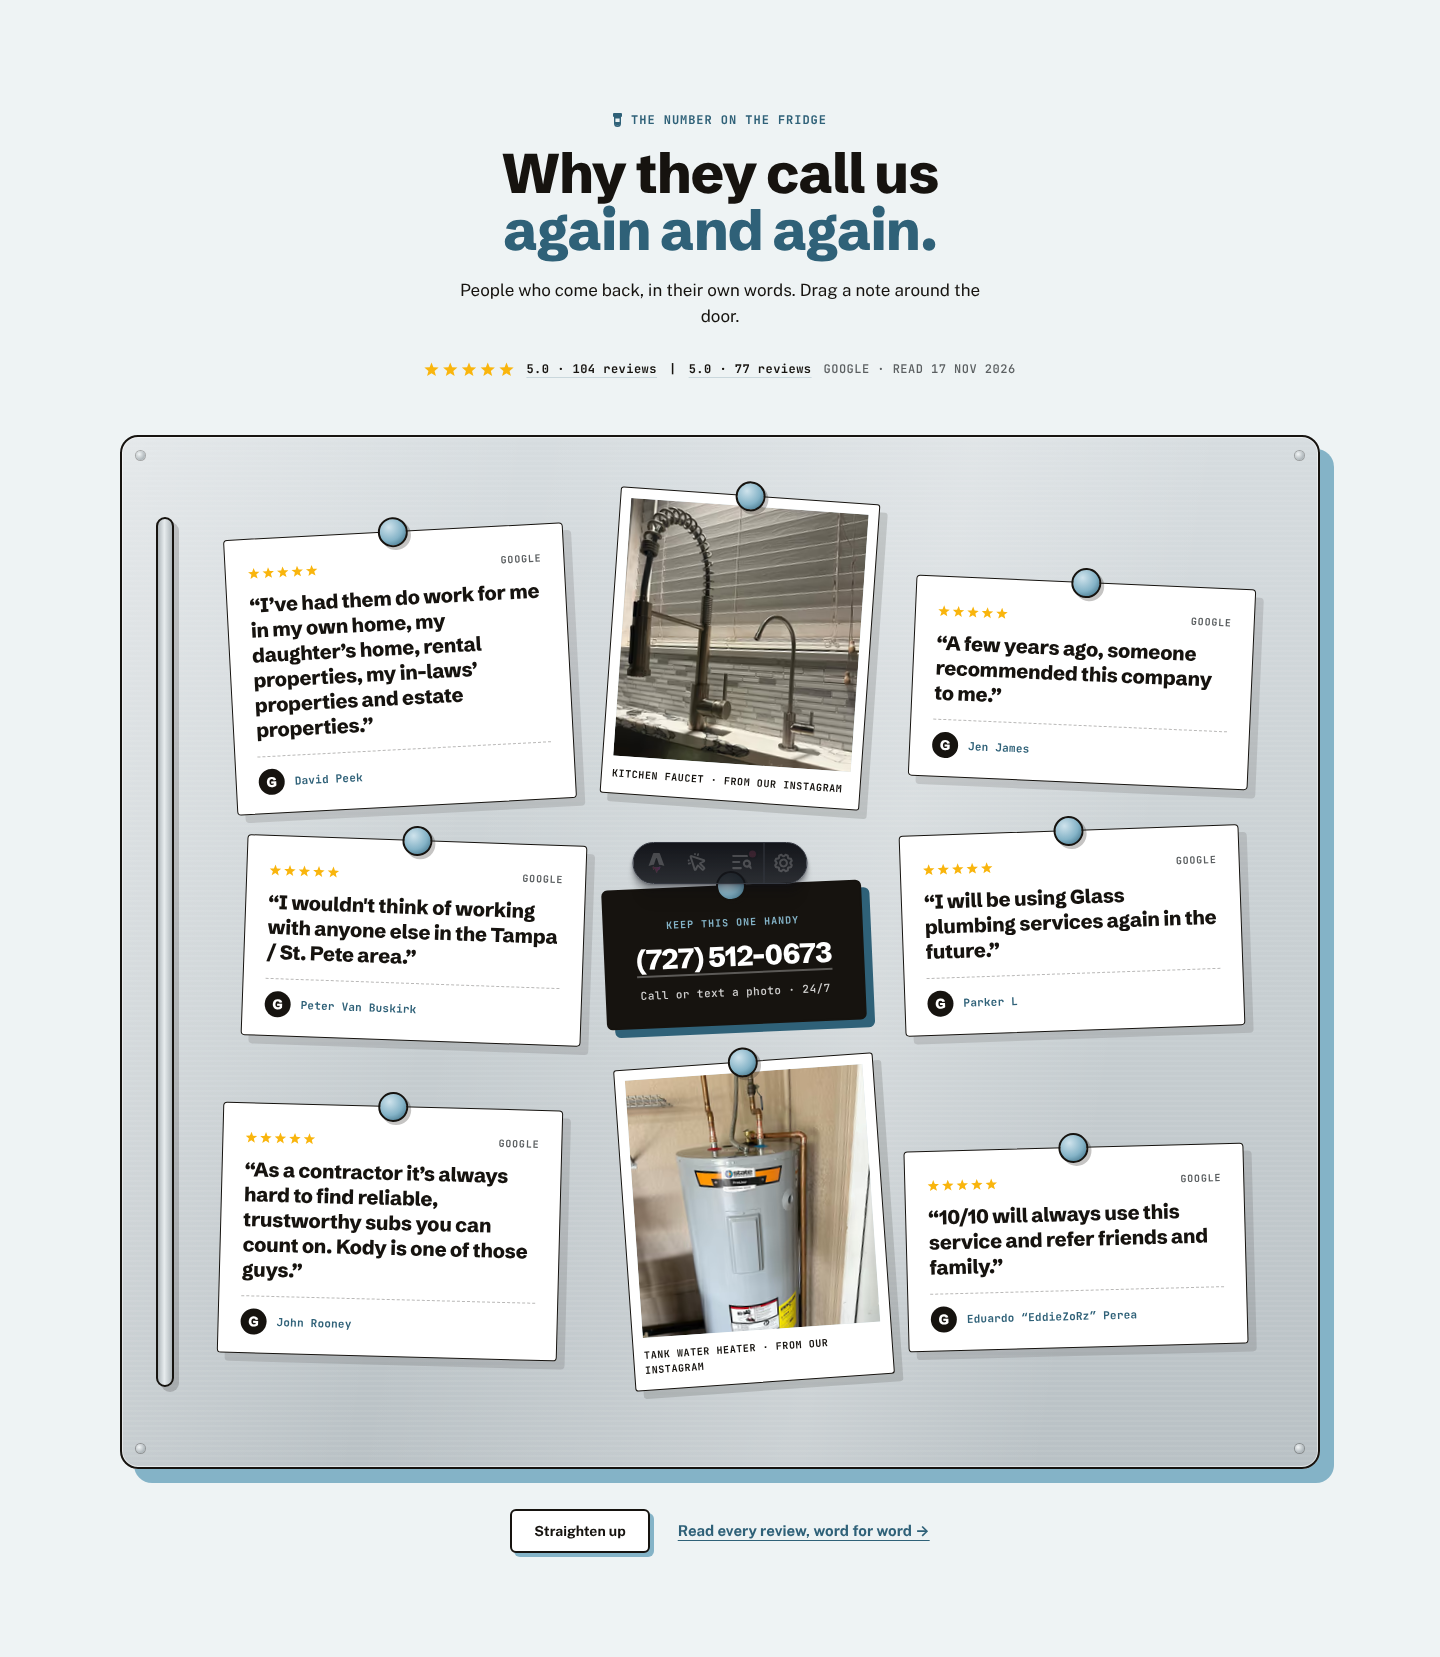 THE NUMBER ON THE FRIDGE
Why they call us
again and again.
People who come back, in their own words. Drag a note around the
door.
5.0 · 104 reviews | 5.0 · 77 reviews GOOGLE · READ 17 NOV 2026
GOOGLE
“I’ve had them do work for me
in my own home, my
daughter’s home, rental
properties, my in-laws’
properties and estate
properties.”
G David Peek
KITCHEN FAUCET · FROM OUR INSTAGRAM
GOOGLE
“A few years ago, someone
recommended this company
to me.”
G Jen James
GOOGLE
“I wouldn't think of working
with anyone else in the Tampa
/ St. Pete area.”
G Peter Van Buskirk
KEEP THIS ONE HANDY
(727) 512-0673
Call or text a photo · 24/7
GOOGLE
“I will be using Glass
plumbing services again in the
future.”
G Parker L
GOOGLE
“As a contractor it’s always
hard to find reliable,
trustworthy subs you can
count on. Kody is one of those
guys.”
G John Rooney
state
TANK WATER HEATER · FROM OUR
INSTAGRAM
GOOGLE
“10/10 will always use this
service and refer friends and
family.”
G Eduardo “EddieZoRz” Perea
Straighten up
Read every review, word for word →